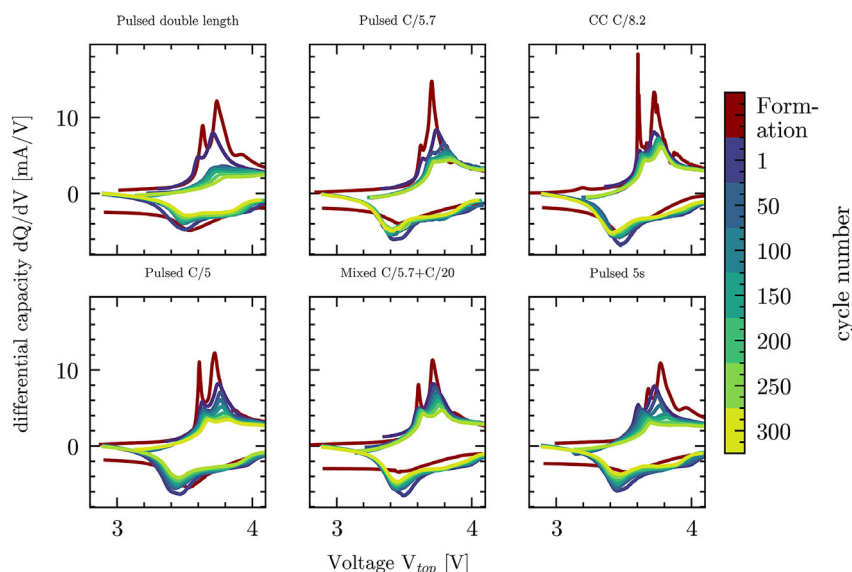 Pulsed double length
Pulsed C/5.7
CC C/8.2
10
0
Pulsed C/5
Mixed C/5.7+C/20
Pulsed 5s
10
0
3
4
3
4
3
4
Voltage V_top [V]
differential capacity dQ/dV [mA/V]
Form-
ation
1
50
100
150
200
250
300
cycle number